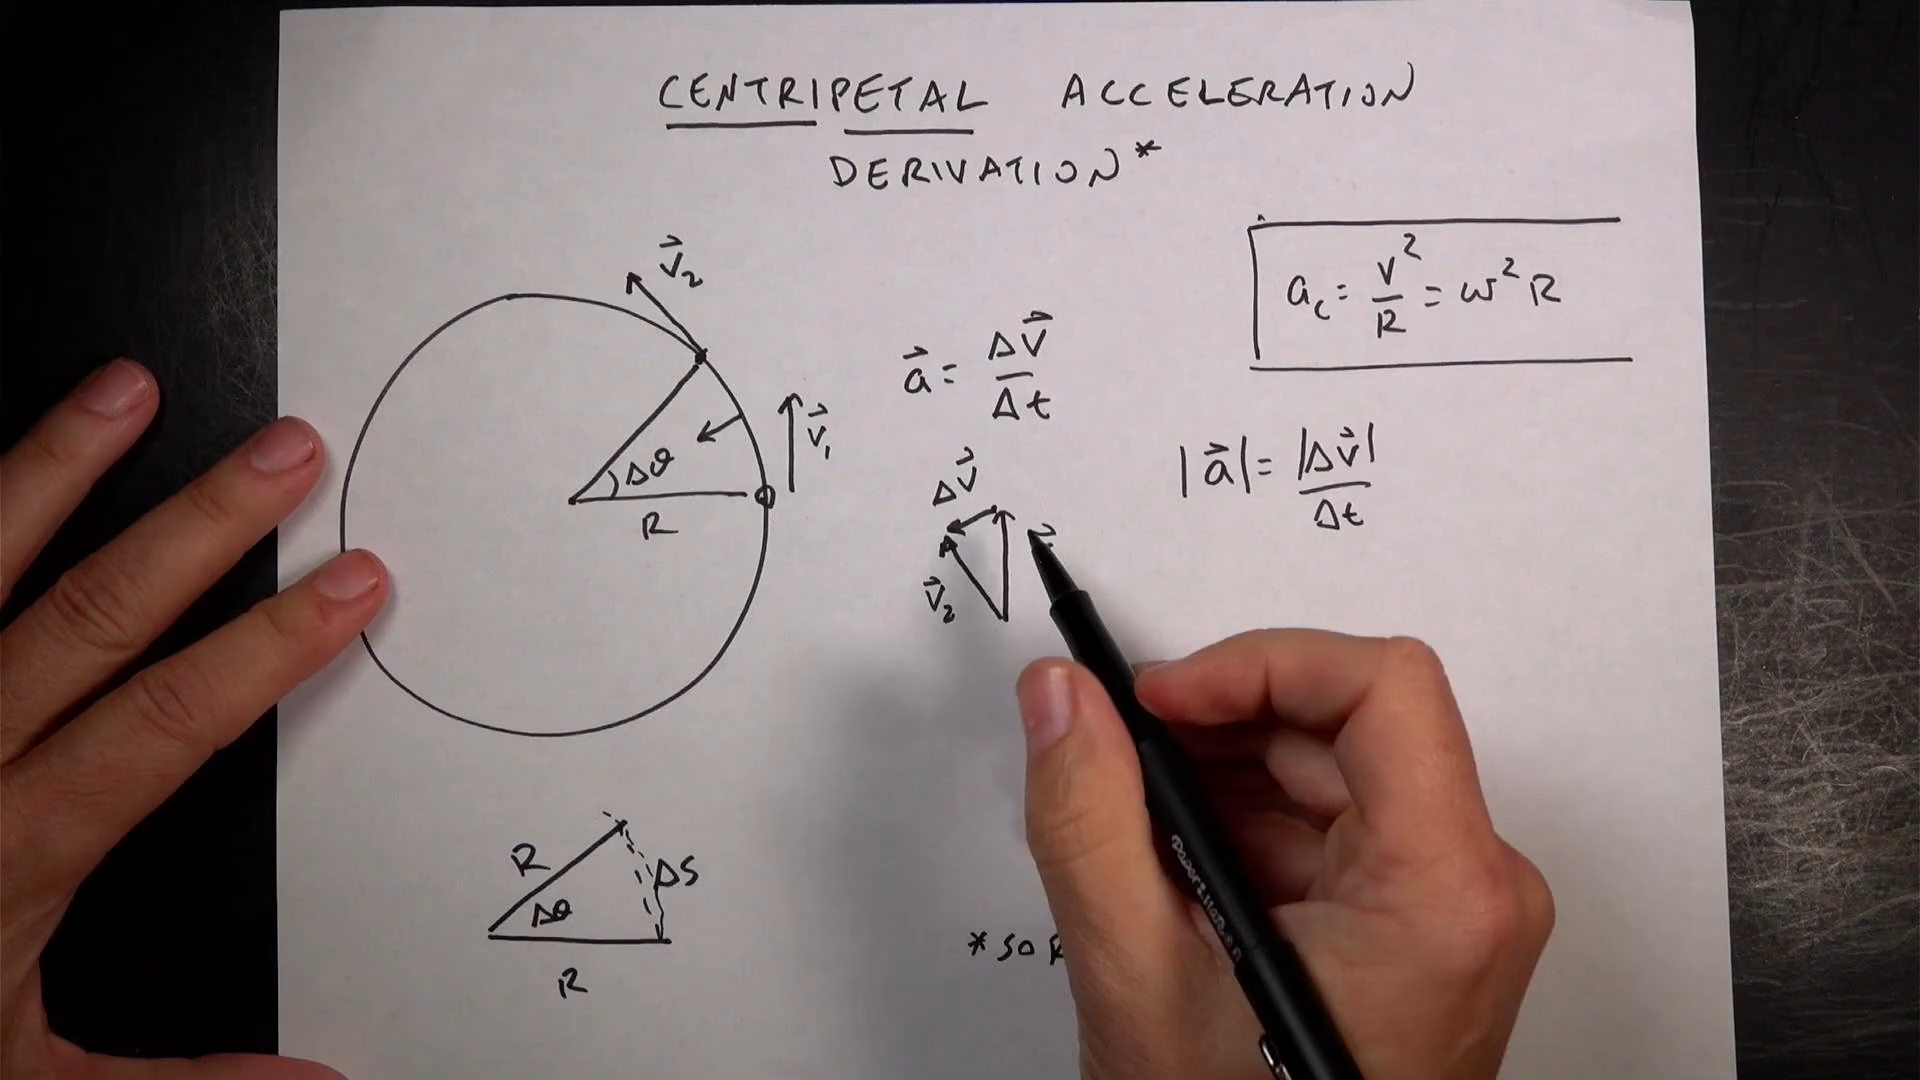 CENTRIPETAL ACCELERATION
DERIVATION*
a_c = v²/R = ω²R
v⃗₂
a⃗ = Δv⃗/Δt
v⃗₁
Δθ
R
|a⃗| = |Δv⃗|/Δt
Δv⃗
v⃗₂
R
ΔS
Δθ
R
*SO